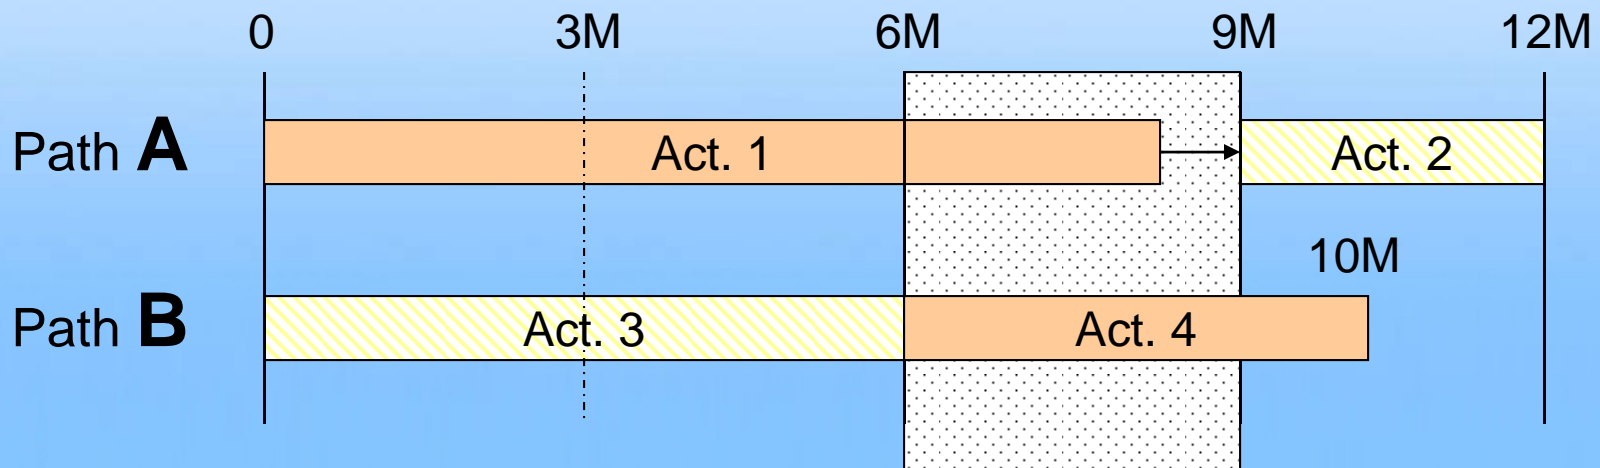 0 3M 6M 9M 12M
Path A Act. 1 Act. 2
10M
Path B Act. 3 Act. 4